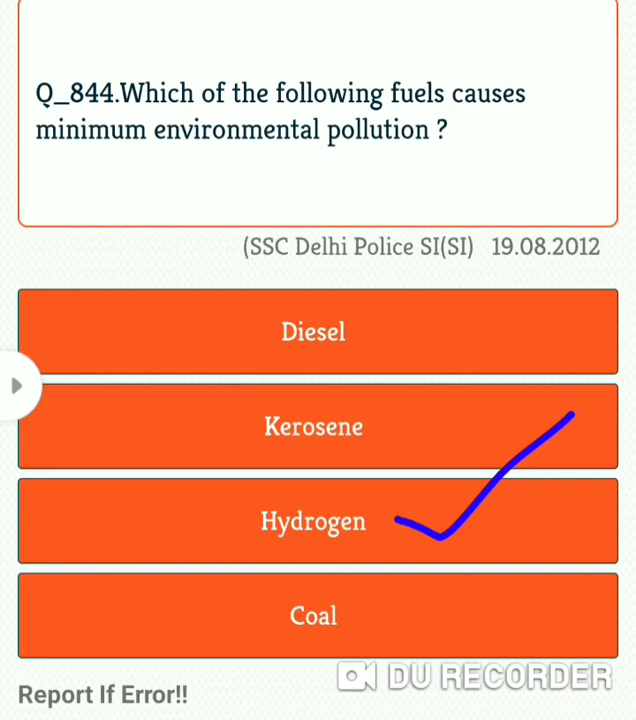 Q_844.Which of the following fuels causes
minimum environmental pollution ?
(SSC Delhi Police SI(SI) 19.08.2012
Diesel
Kerosene
Hydrogen
Coal
DU RECORDER
Report If Error!!